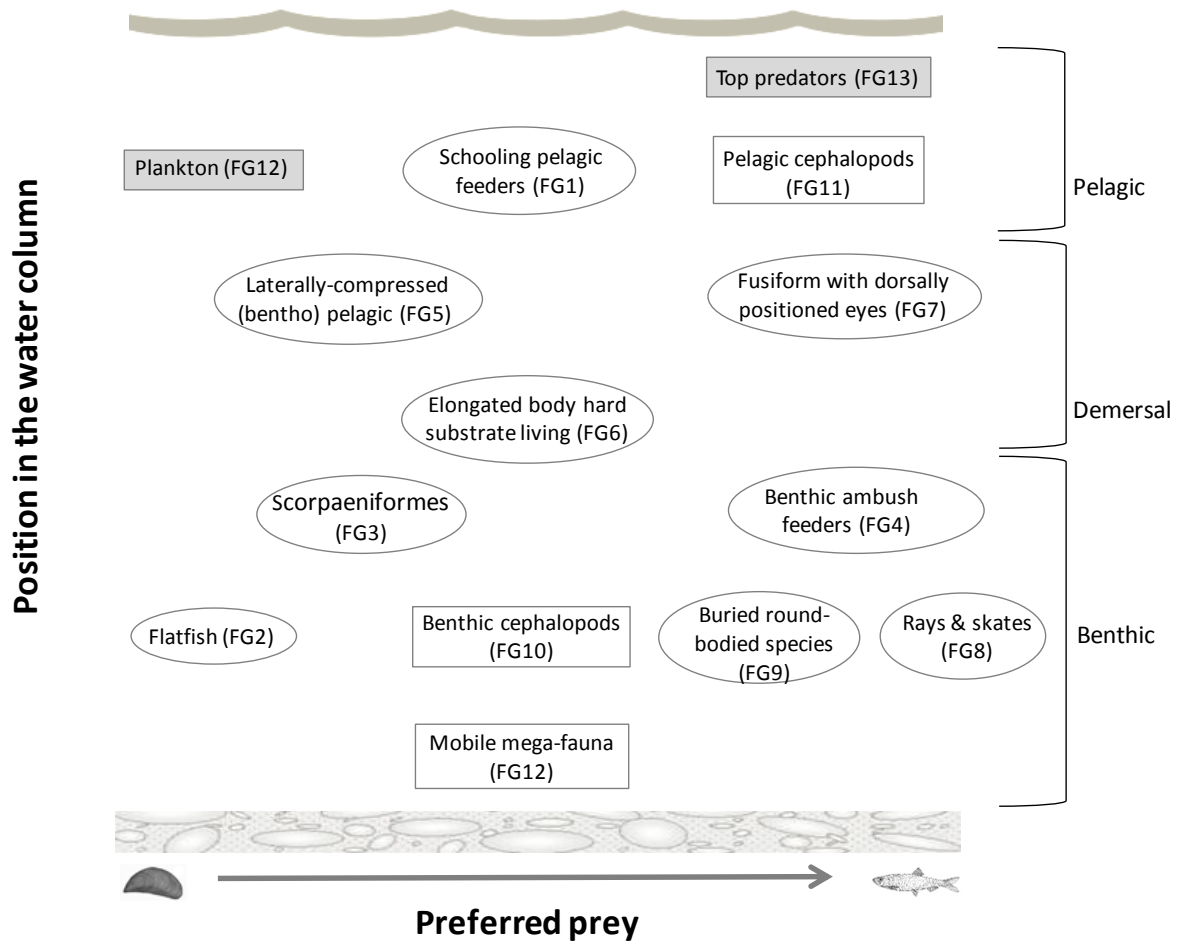 Position in the water column
Top predators (FG13)
Plankton (FG12)
Schooling pelagic
feeders (FG1)
Pelagic cephalopods
(FG11)
Pelagic
Laterally-compressed
(bentho) pelagic (FG5)
Fusiform with dorsally
positioned eyes (FG7)
Elongated body hard
substrate living (FG6)
Demersal
Scorpaeniformes
(FG3)
Benthic ambush
feeders (FG4)
Flatfish (FG2)
Benthic cephalopods
(FG10)
Buried round-
bodied species
(FG9)
Rays & skates
(FG8)
Benthic
Mobile mega-fauna
(FG12)
Preferred prey